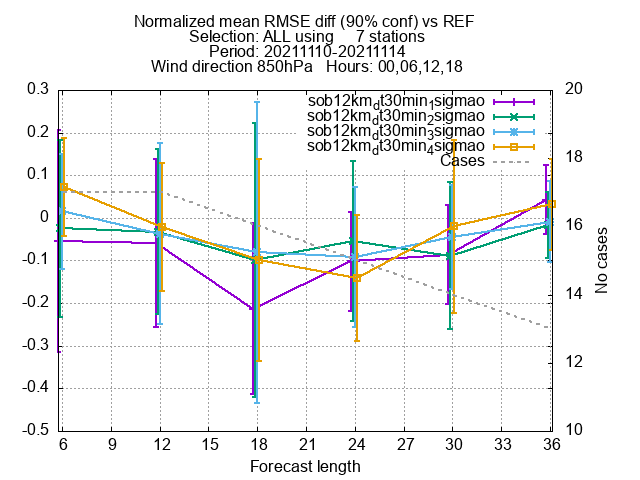 Normalized mean RMSE diff (90% conf) vs REF
Selection: ALL using 7 stations
Period: 20211110-20211114
Wind direction 850hPa Hours: 00,06,12,18
sob12km_dt30min_1sigmao
sob12km_dt30min_2sigmao
sob12km_dt30min_3sigmao
sob12km_dt30min_4sigmao
Cases
0.3
0.2
0.1
0
-0.1
-0.2
-0.3
-0.4
-0.5
20
18
16
14
12
10
No cases
6 9 12 15 18 21 24 27 30 33 36
Forecast length